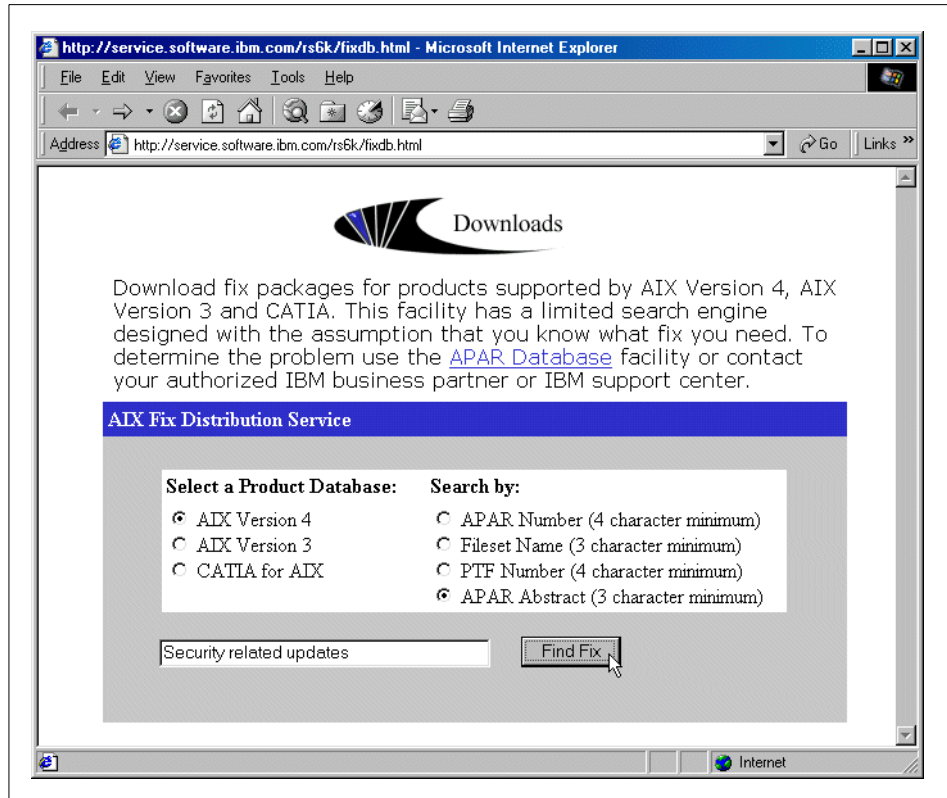 http://service.software.ibm.com/rs6k/fixdb.html - Microsoft Internet Explorer
File Edit View Favorites Tools Help
Address http://service.software.ibm.com/rs6k/fixdb.html Go Links »
Downloads
Download fix packages for products supported by AIX Version 4, AIX
Version 3 and CATIA. This facility has a limited search engine
designed with the assumption that you know what fix you need. To
determine the problem use the APAR Database facility or contact
your authorized IBM business partner or IBM support center.
AIX Fix Distribution Service
Select a Product Database: Search by:
AIX Version 4 APAR Number (4 character minimum)
AIX Version 3 Fileset Name (3 character minimum)
CATIA for AIX PTF Number (4 character minimum)
APAR Abstract (3 character minimum)
Security related updates Find Fix
Internet